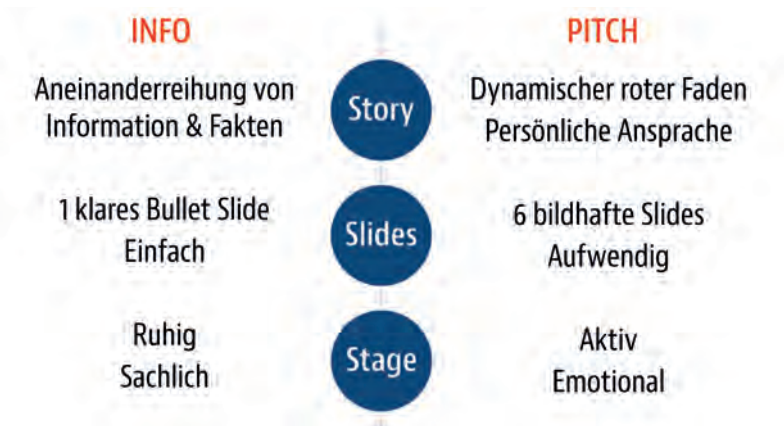 INFO
PITCH
Aneinanderreihung von
Information & Fakten
Story
Dynamischer roter Faden
Persönliche Ansprache
1 klares Bullet Slide
Einfach
Slides
6 bildhafte Slides
Aufwendig
Ruhig
Sachlich
Stage
Aktiv
Emotional